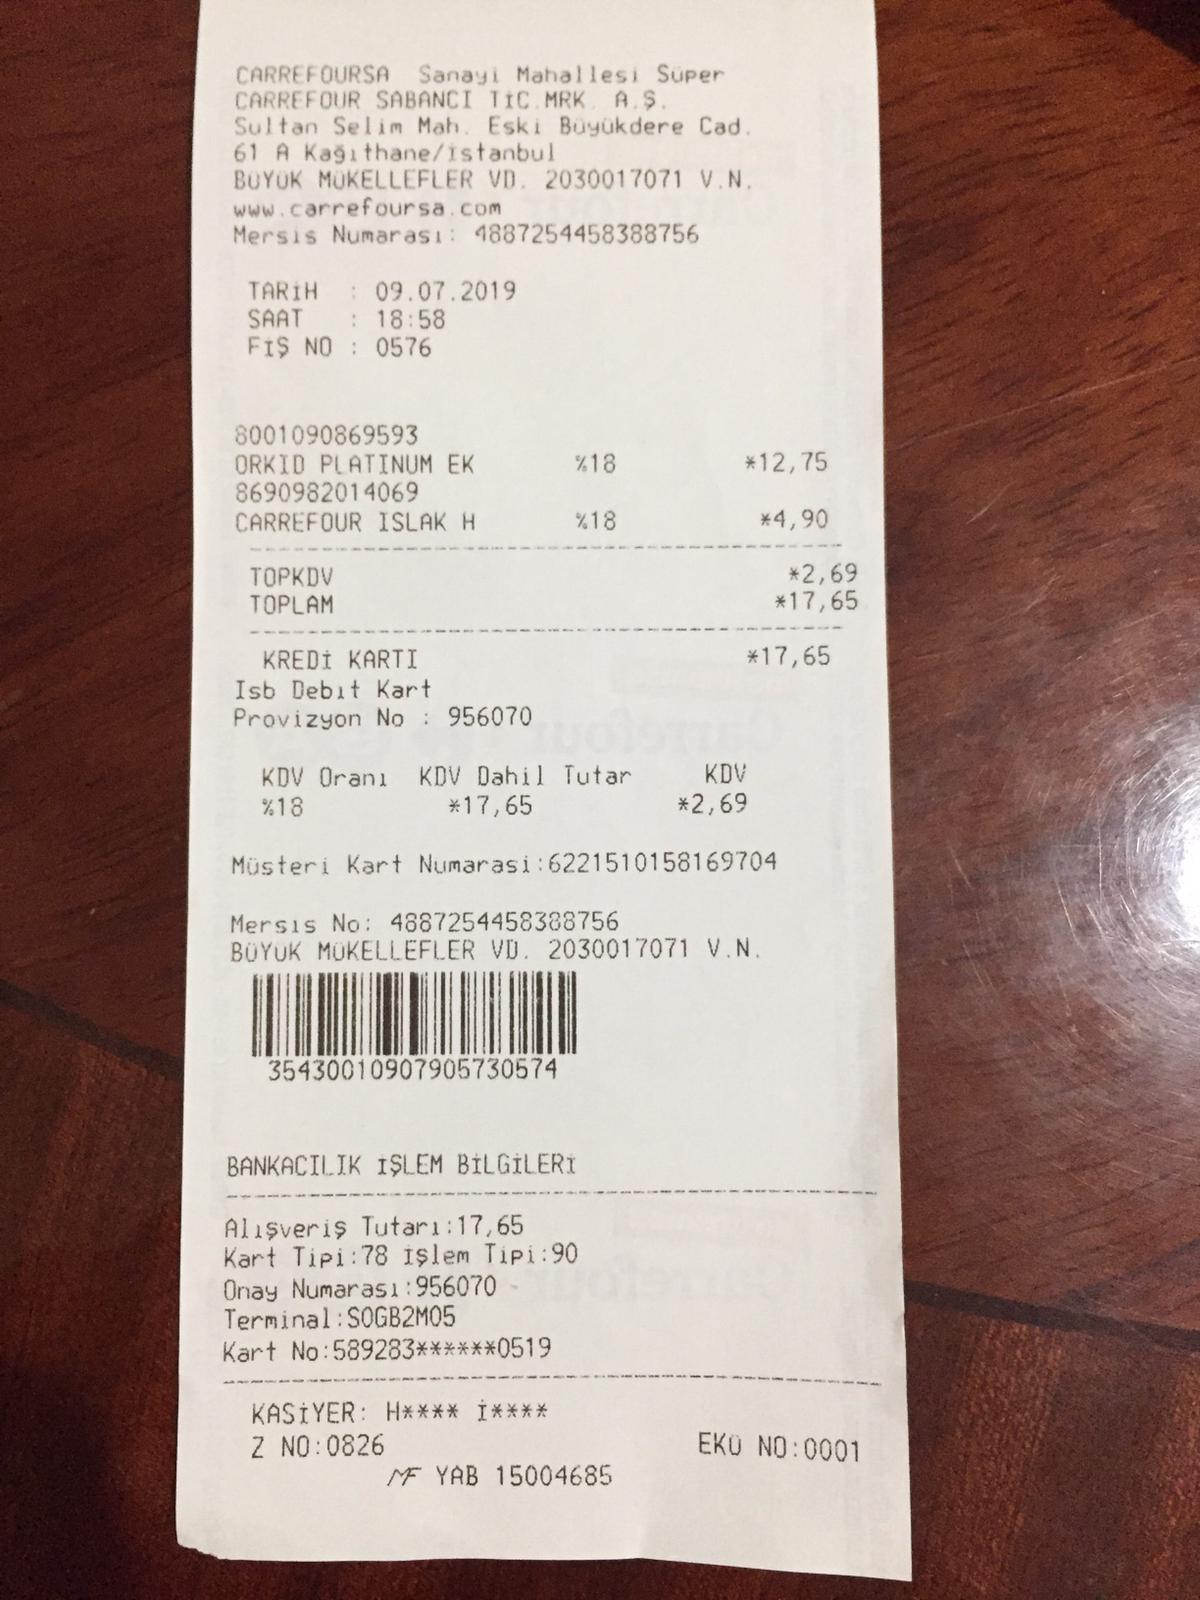 CARREFOURSA Sanayi Mahallesi Süper
CARREFOUR SABANCI TİC.MRK. A.Ş.
Sultan Selim Mah. Eski Büyükdere Cad.
61 A Kağıthane/İstanbul
BÜYÜK MÜKELLEFLER VD. 2030017071 V.N.
www.carrefoursa.com
Mersis Numarası: 4887254458388756
TARİH : 09.07.2019
SAAT : 18:58
FİŞ NO : 0576
8001090869593
ORKID PLATINUM EK %18 *12,75
8690982014069
CARREFOUR ISLAK H %18 *4,90
TOPKDV *2,69
TOPLAM *17,65
KREDİ KARTI *17,65
Isb Debit Kart
Provizyon No : 956070
KDV Oranı KDV Dahil Tutar KDV
%18 *17,65 *2,69
Müsteri Kart Numarasi:6221510158169704
Mersis No: 4887254458388756
BÜYÜK MÜKELLEFLER VD. 2030017071 V.N.
35430010907905730574
BANKACILIK İŞLEM BİLGİLERİ
Alışveriş Tutarı:17,65
Kart Tipi:78 İşlem Tipi:90
Onay Numarası:956070
Terminal:S0GB2M05
Kart No:589283******0519
KASİYER: H**** İ****
Z NO:0826 EKÜ NO:0001
MF YAB 15004685